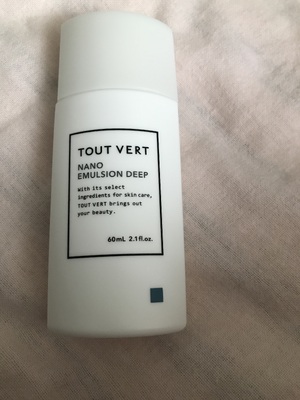 TOUT VERT
NANO
EMULSION DEEP
With its select
ingredients for skin care,
TOUT VERT brings out
your beauty.
60mL 2.1fl.oz.